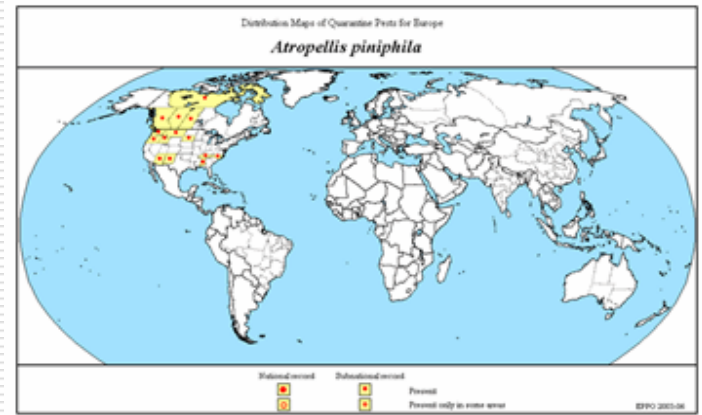 Distribution Maps of Quarantine Pests for Europe
Atropellis piniphila
National record Subnational record
Present
Present only in some areas
EPPO 2005-06